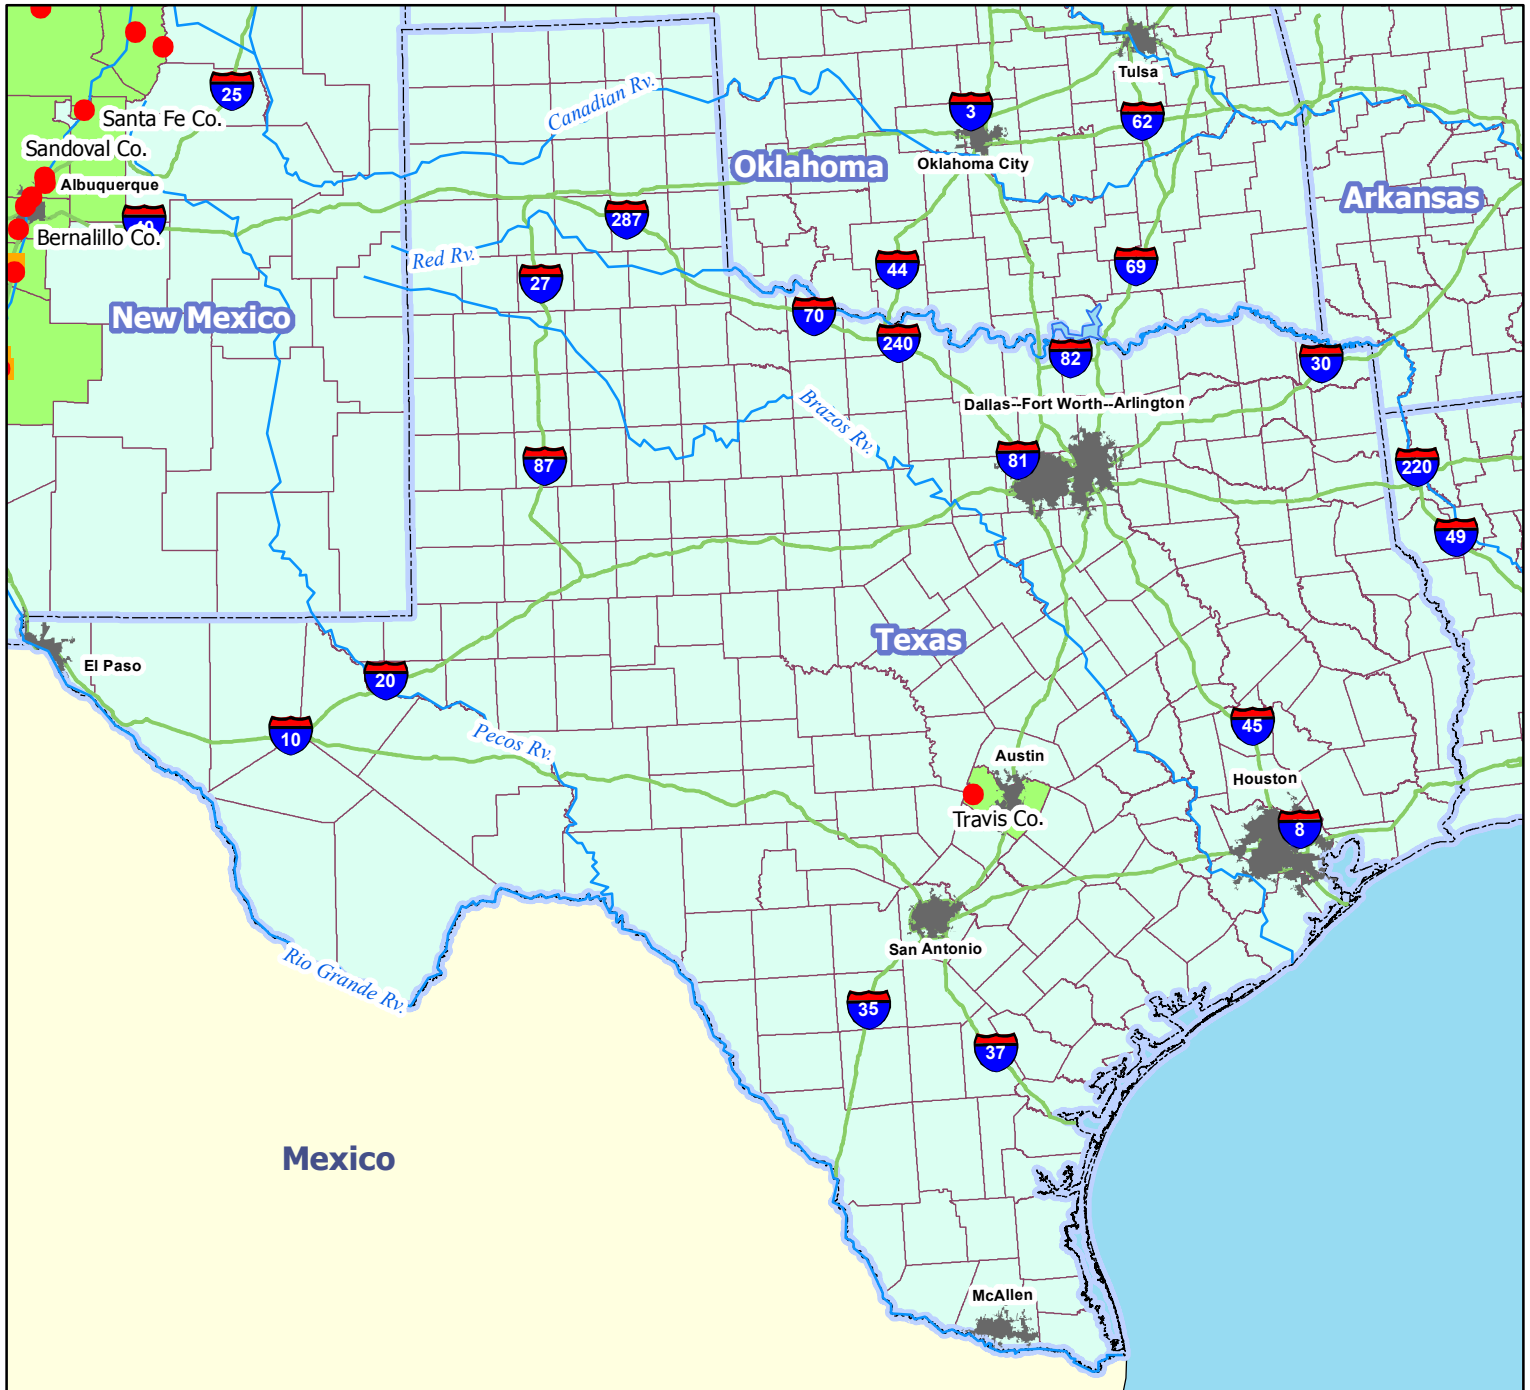 Tulsa
25
3
62
Canadian Rv.
Santa Fe Co.
Sandoval Co.
Oklahoma
Oklahoma City
Albuquerque
Arkansas
40
287
Bernalillo Co.
Red Rv.
44
69
27
New Mexico
70
240
82
30
Brazos Rv.
Dallas--Fort Worth--Arlington
87
81
220
49
Texas
El Paso
20
10
Pecos Rv.
45
Austin
Houston
Travis Co.
8
San Antonio
Rio Grande Rv.
35
37
Mexico
McAllen